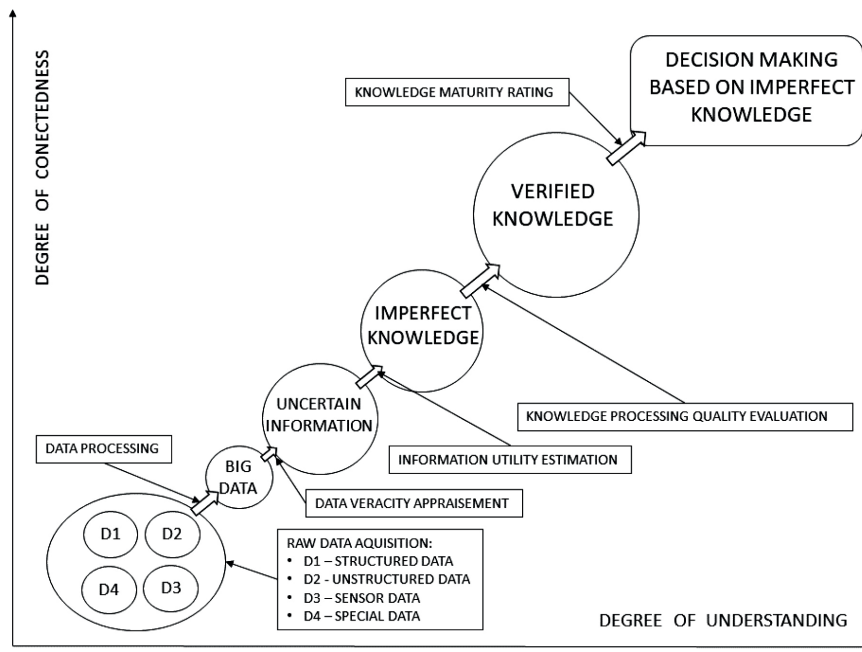 DEGREE OF CONECTEDNESS
DECISION MAKING
BASED ON IMPERFECT
KNOWLEDGE
KNOWLEDGE MATURITY RATING
VERIFIED
KNOWLEDGE
IMPERFECT
KNOWLEDGE
KNOWLEDGE PROCESSING QUALITY EVALUATION
UNCERTAIN
INFORMATION
INFORMATION UTILITY ESTIMATION
DATA PROCESSING
BIG
DATA
DATA VERACITY APPRAISEMENT
D1
D2
D4
D3
RAW DATA AQUISITION:
• D1 – STRUCTURED DATA
• D2 - UNSTRUCTURED DATA
• D3 – SENSOR DATA
• D4 – SPECIAL DATA
DEGREE OF UNDERSTANDING